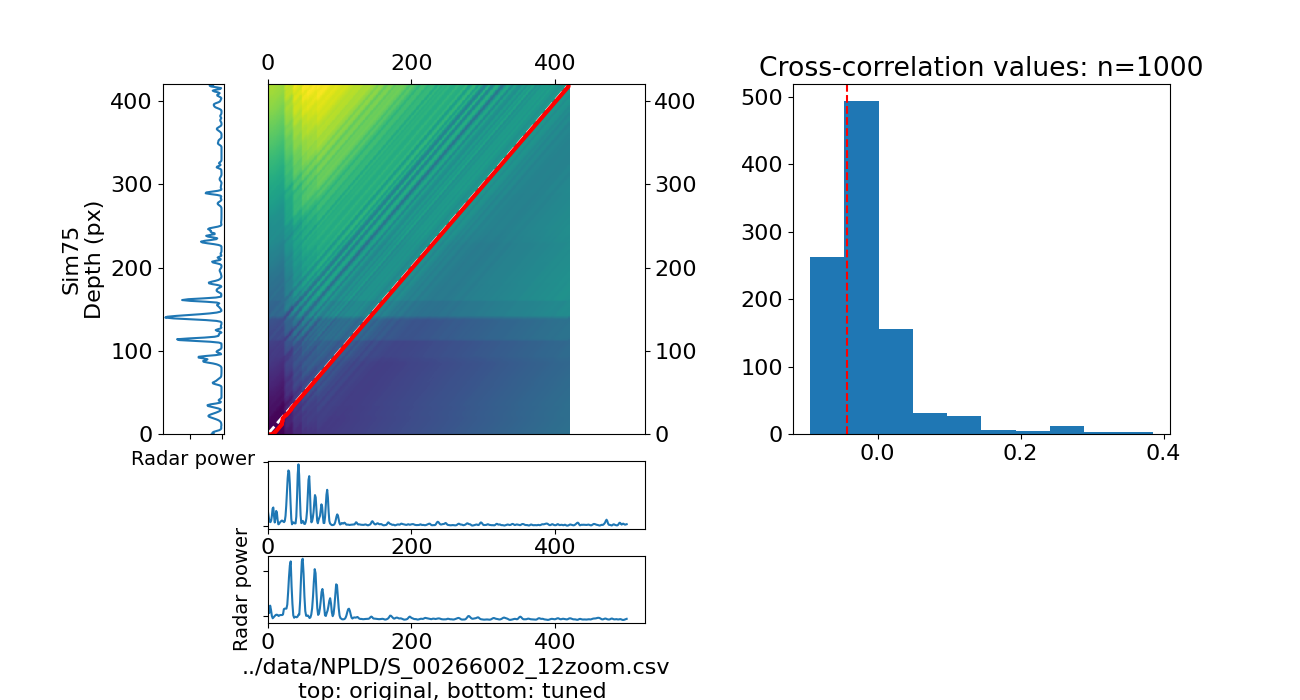 0 200 400
Cross-correlation values: n=1000
400
300
200
100
0
Sim75
Depth (px)
Radar power
400
300
200
100
0
500
400
300
200
100
0
0.0 0.2 0.4
0 200 400
Radar power
0 200 400
../data/NPLD/S_00266002_12zoom.csv
top: original, bottom: tuned